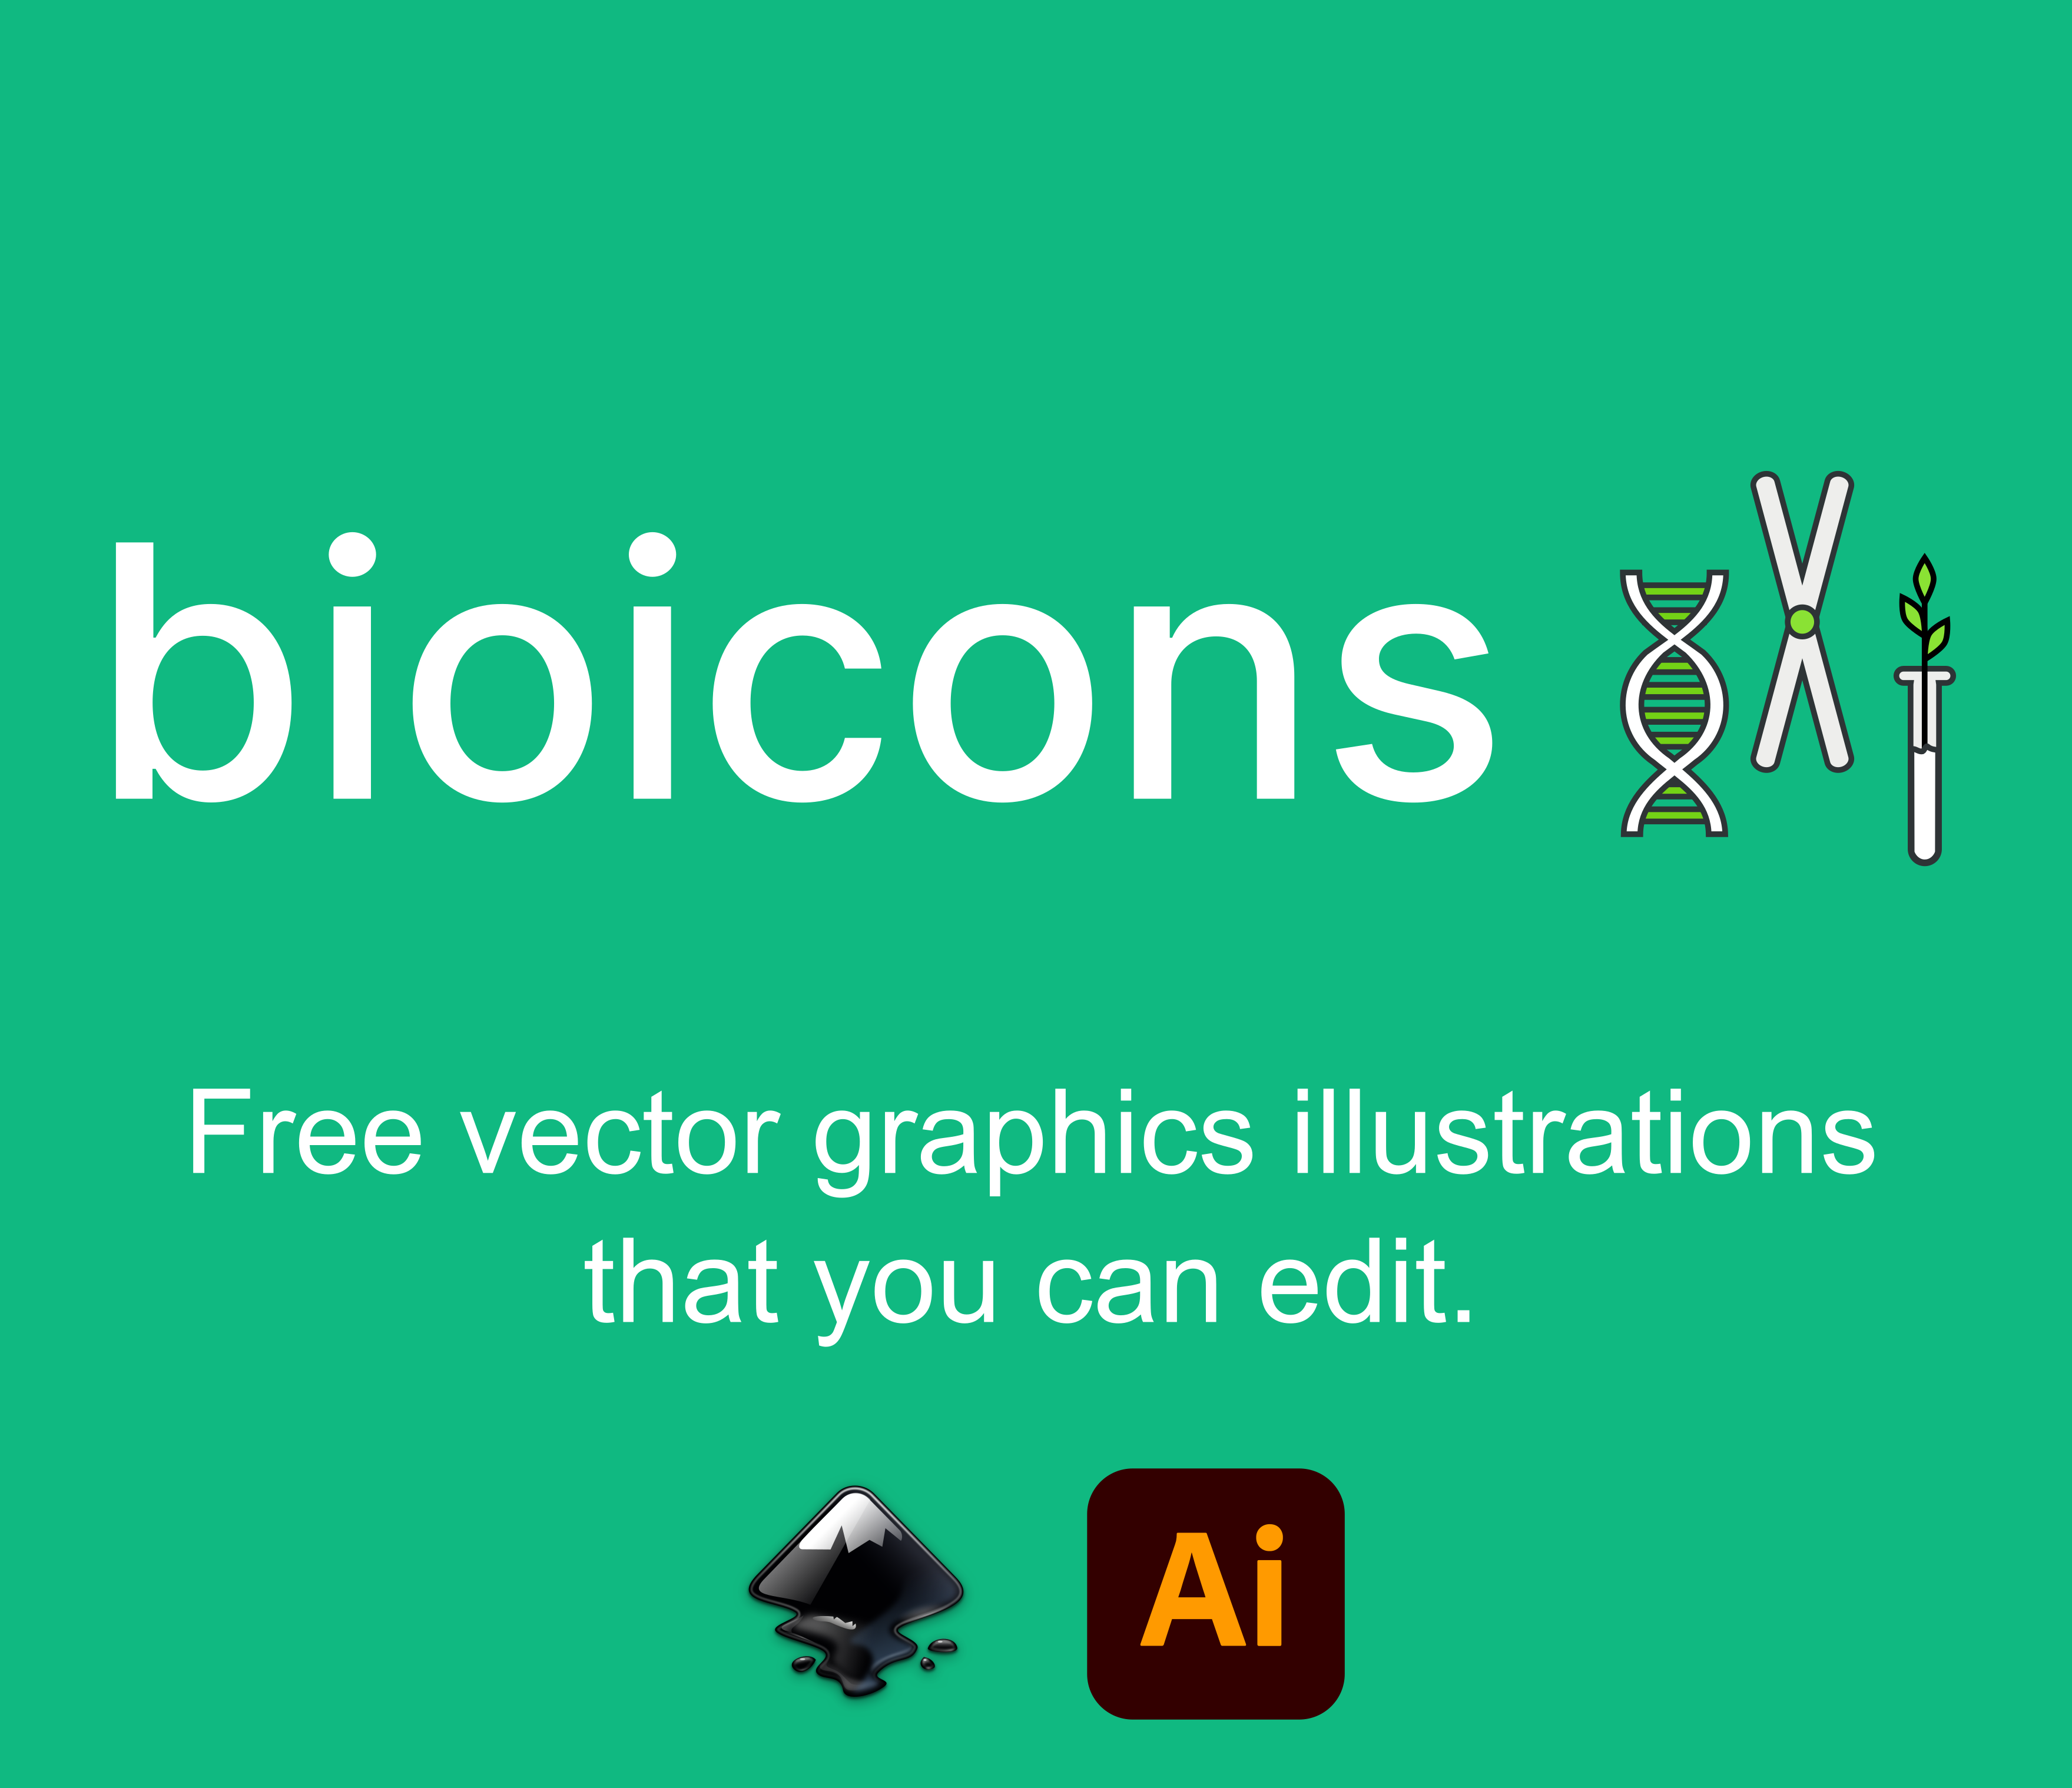 bioicons
Free vector graphics illustrations
that you can edit.
Ai